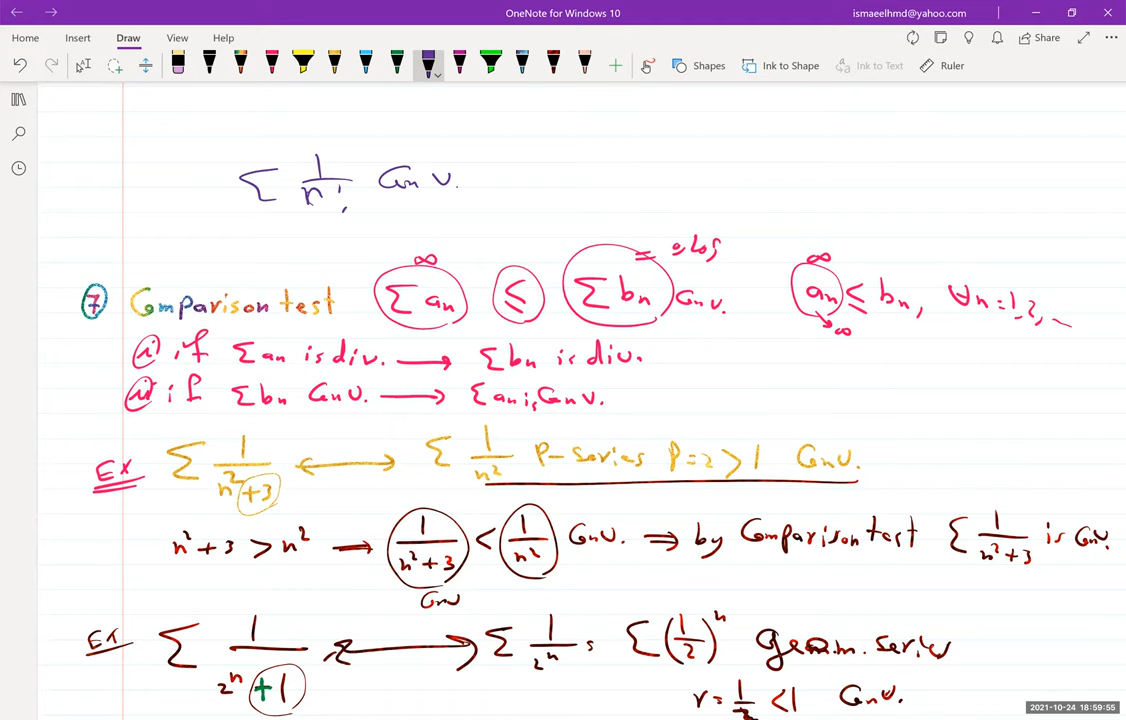 OneNote for Windows 10
ismaeelhmd@yahoo.com
Home Insert Draw View Help
Share
Shapes Ink to Shape Ink to Text Ruler
∑ 1/n! Conv.
⑦ Comparison test ∑ an ≤ ∑ bn Conv. an ≤ bn, ∀n=1,2,
∞ = ∞ ∞
i) if ∑ an is div. → ∑ bn is div.
ii) if ∑ bn Conv. → ∑ an is Conv.
Ex ∑ 1/(n²+3) ↔ ∑ 1/n² P-series P=2>1 Conv.
n²+3 > n² → 1/(n²+3) < 1/n² Conv. ⇒ by Comparison test ∑ 1/(n²+3) is Conv.
Conv
Ex ∑ 1/(2ⁿ+1) ↔ ∑ 1/2ⁿ = ∑ (1/2)ⁿ geom. series
r = 1/2 <1 Conv.
2021-10-24 18:59:55